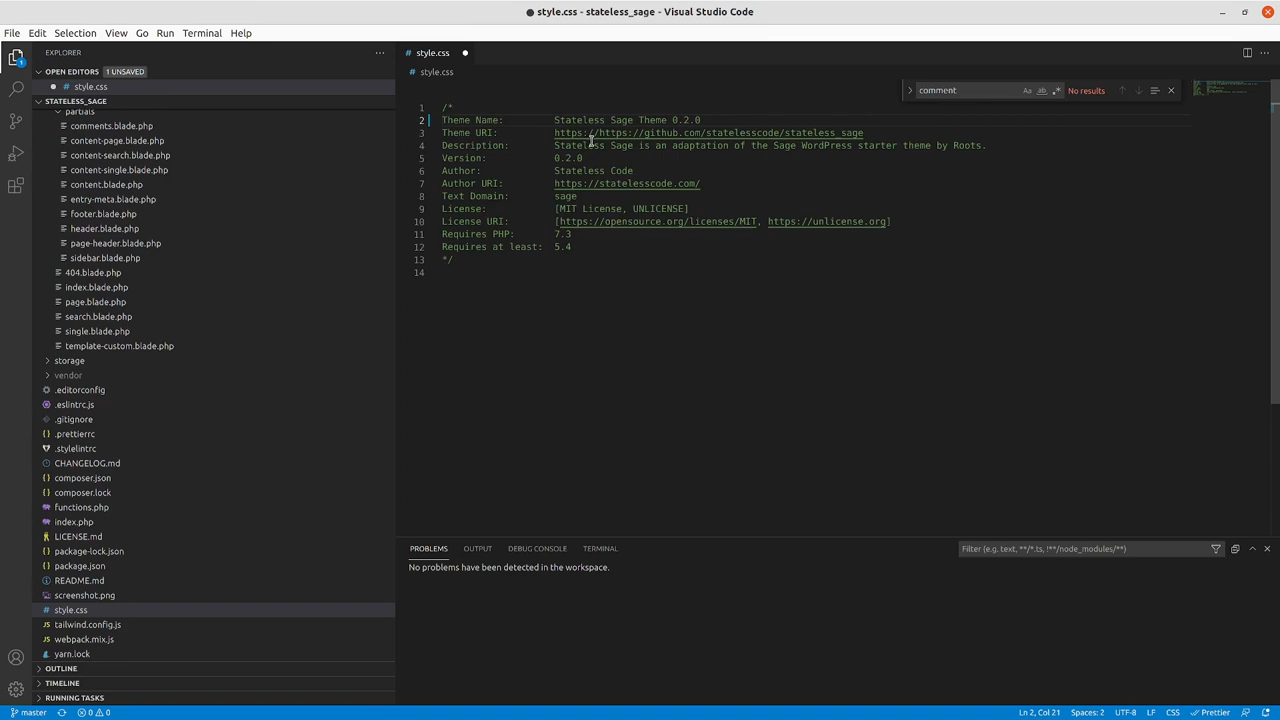 style.css - stateless_sage - Visual Studio Code
File Edit Selection View Go Run Terminal Help
EXPLORER
OPEN EDITORS 1 UNSAVED
style.css
STATELESS_SAGE
partials
comments.blade.php
content-page.blade.php
content-search.blade.php
content-single.blade.php
content.blade.php
entry-meta.blade.php
footer.blade.php
header.blade.php
page-header.blade.php
sidebar.blade.php
404.blade.php
index.blade.php
page.blade.php
search.blade.php
single.blade.php
template-custom.blade.php
storage
vendor
.editorconfig
.eslintrc.js
.gitignore
.prettierrc
.stylelintrc
CHANGELOG.md
composer.json
composer.lock
functions.php
index.php
LICENSE.md
package-lock.json
package.json
README.md
screenshot.png
style.css
tailwind.config.js
webpack.mix.js
yarn.lock
OUTLINE
TIMELINE
RUNNING TASKS
style.css
style.css
comment Aa ab .* No results
1 /*
2 Theme Name: Stateless Sage Theme 0.2.0
3 Theme URI: https://https://github.com/statelesscode/stateless_sage
4 Description: Stateless Sage is an adaptation of the Sage WordPress starter theme by Roots.
5 Version: 0.2.0
6 Author: Stateless Code
7 Author URI: https://statelesscode.com/
8 Text Domain: sage
9 License: [MIT License, UNLICENSE]
10 License URI: [https://opensource.org/licenses/MIT, https://unlicense.org]
11 Requires PHP: 7.3
12 Requires at least: 5.4
13 */
14
PROBLEMS OUTPUT DEBUG CONSOLE TERMINAL
Filter (e.g. text, **/*.ts, !**/node_modules/**)
No problems have been detected in the workspace.
master 0 0 Ln 2, Col 21 Spaces: 2 UTF-8 LF CSS Prettier